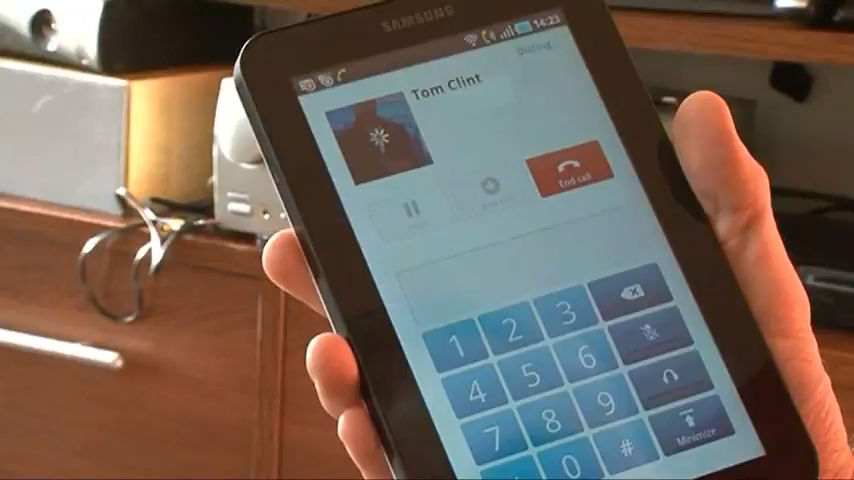 SAMSUNG
14:23
Dialing
Tom Clint
End call
1 2 3
4 5 6
7 8 9
0 #
Minimize